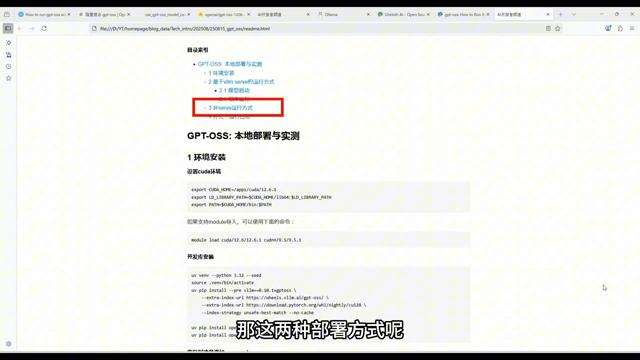 How to run gpt-oss wi
gpt-oss (Op
oai_gpt-oss_model_ca
openai/gpt-oss-120b
AI开发者频道
Ollama
Unsloth AI - Open Sou
gpt-oss: How to Run &
AI开发者频道
file:///D:/YT/homepage/blog_data/Tech_intro/202508/250815_gpt_oss/readme.html
目录索引
GPT-OSS: 本地部署与实测
1 环境安装
2 基于vllm serve的运行方式
2.1 模型启动
3 非serve运行方式
GPT-OSS: 本地部署与实测
1 环境安装
设置cuda环境
export CUDA_HOME=/apps/cuda/12.6.1
export LD_LIBRARY_PATH=$CUDA_HOME/lib64:$LD_LIBRARY_PATH
export PATH=$CUDA_HOME/bin:$PATH
如果支持module导入，可以使用下面的命令：
module load cuda/12.6/12.6.1 cudnn/9.5/9.5.1
开发库安装
uv venv --python 3.12 --seed
source .venv/bin/activate
uv pip install --pre vllm==0.10.1+gptoss \
--extra-index-url https://wheels.vllm.ai/gpt-oss/ \
--extra-index-url https://download.pytorch.org/whl/nightly/cu128 \
--index-strategy unsafe-best-match --no-cache
uv pip install
uv pip install
那这两种部署方式呢